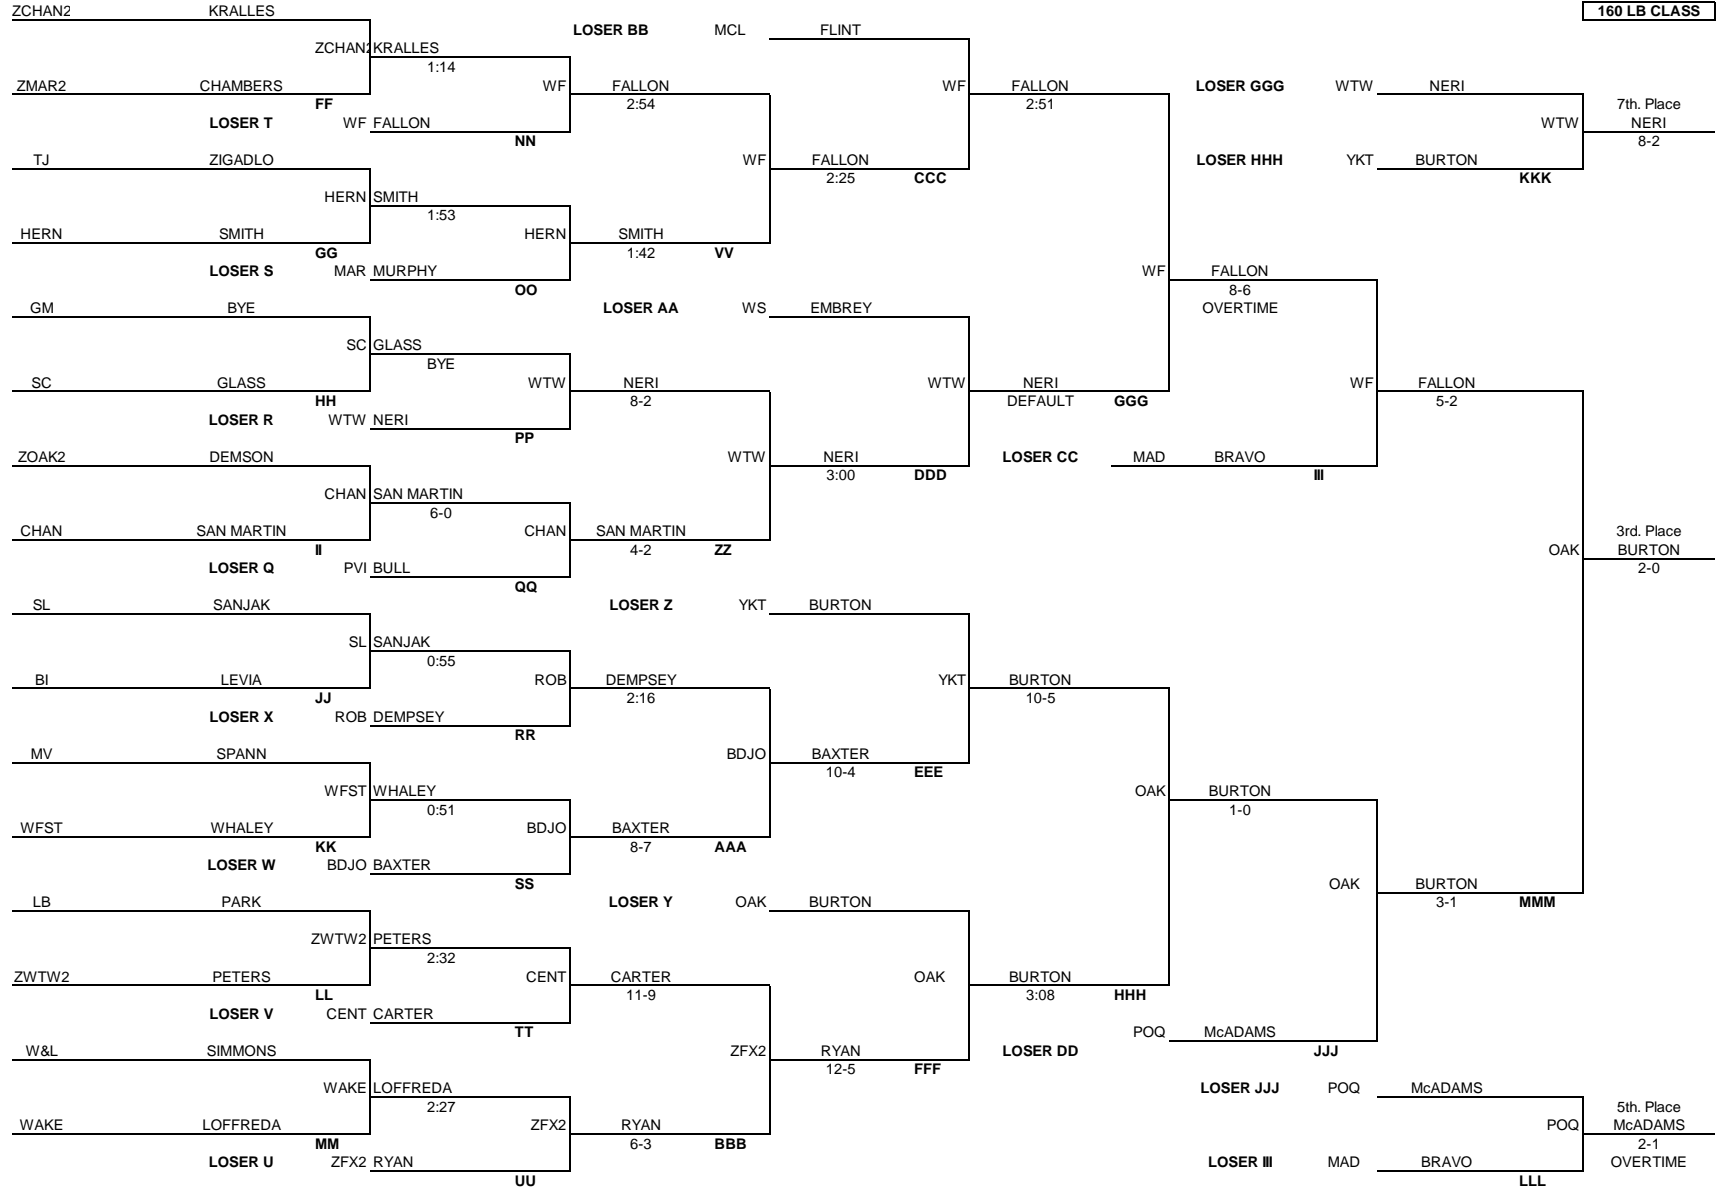 ZCHAN2 KRALLES 160 LB CLASS
LOSER BB MCL FLINT
ZCHAN2 KRALLES
1:14
ZMAR2 CHAMBERS WF FALLON WF FALLON LOSER GGG WTW NERI
FF 2:54 2:51 7th. Place
LOSER T WF FALLON WTW NERI
NN 8-2
TJ ZIGADLO WF FALLON LOSER HHH YKT BURTON
2:25 CCC KKK
HERN SMITH
1:53
HERN SMITH HERN SMITH
GG 1:42 VV
LOSER S MAR MURPHY WF FALLON
OO 8-6
GM BYE LOSER AA WS EMBREY OVERTIME
SC GLASS
BYE
SC GLASS WTW NERI WTW NERI WF FALLON
HH 8-2 DEFAULT GGG 5-2
LOSER R WTW NERI
PP
ZOAK2 DEMSON WTW NERI LOSER CC MAD BRAVO
3:00 DDD III
CHAN SAN MARTIN
6-0
CHAN SAN MARTIN CHAN SAN MARTIN 3rd. Place
II 4-2 ZZ OAK BURTON
LOSER Q PVI BULL 2-0
QQ
SL SANJAK LOSER Z YKT BURTON
SL SANJAK
0:55
BI LEVIA ROB DEMPSEY YKT BURTON
JJ 2:16 10-5
LOSER X ROB DEMPSEY
RR
MV SPANN BDJO BAXTER
10-4 EEE
WFST WHALEY OAK BURTON
0:51 1-0
WFST WHALEY BDJO BAXTER
KK 8-7 AAA
LOSER W BDJO BAXTER
SS OAK BURTON
LB PARK LOSER Y OAK BURTON 3-1 MMM
ZWTW2 PETERS
2:32
ZWTW2 PETERS CENT CARTER OAK BURTON
LL 11-9 3:08 HHH
LOSER V CENT CARTER
TT POQ McADAMS
W&L SIMMONS ZFX2 RYAN LOSER DD JJJ
12-5 FFF
WAKE LOFFREDA LOSER JJJ POQ McADAMS
2:27 5th. Place
WAKE LOFFREDA ZFX2 RYAN POQ McADAMS
MM 6-3 BBB 2-1
LOSER U ZFX2 RYAN LOSER III MAD BRAVO OVERTIME
UU LLL